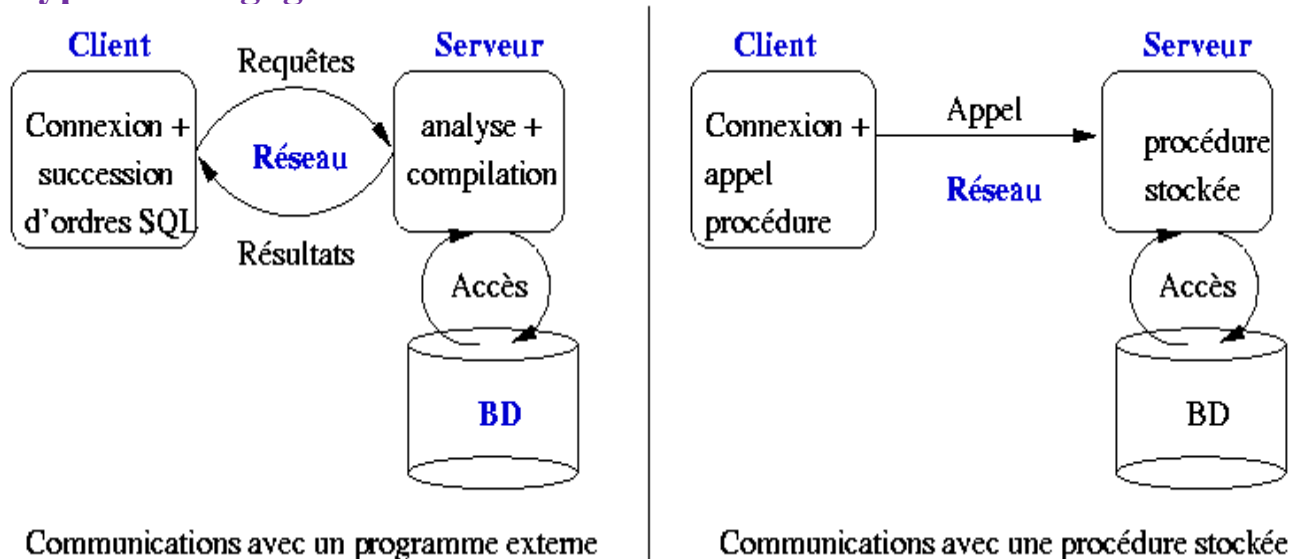 Client
Serveur
Requêtes
Connexion +
succession
d'ordres SQL
Réseau
analyse +
compilation
Résultats
Accès
BD
Communications avec un programme externe
Client
Serveur
Connexion +
appel
procédure
Appel
Réseau
procédure
stockée
Accès
BD
Communications avec une procédure stockée